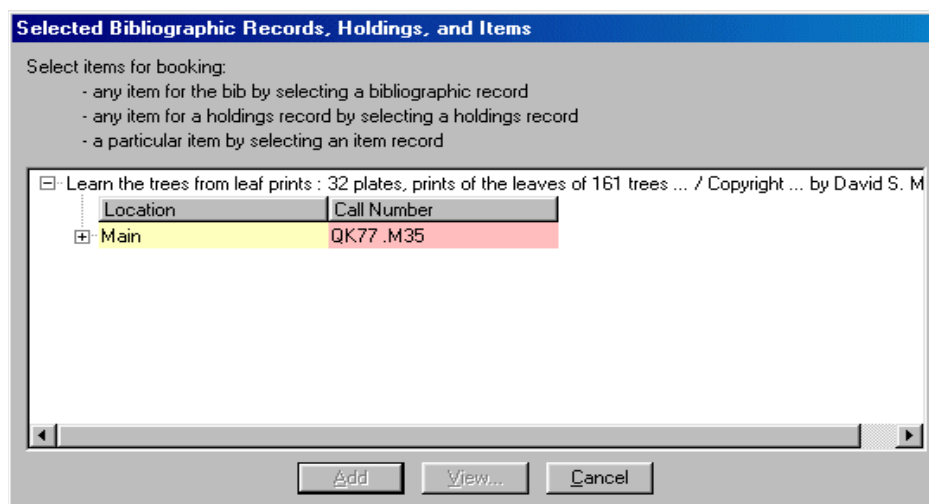 Selected Bibliographic Records, Holdings, and Items
Select items for booking:
- any item for the bib by selecting a bibliographic record
- any item for a holdings record by selecting a holdings record
- a particular item by selecting an item record
Learn the trees from leaf prints : 32 plates, prints of the leaves of 161 trees ... / Copyright ... by David S. M
Location Call Number
Main QK77 .M35
Add View... Cancel